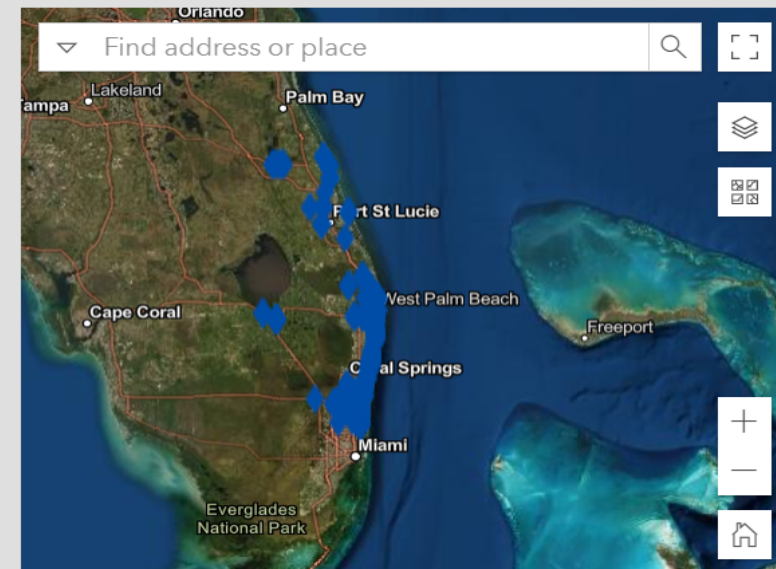 Orlando
Find address or place
Lakeland
Palm Bay
Tampa
Port St Lucie
West Palm Beach
Cape Coral
Freeport
Coral Springs
Miami
Everglades
National Park